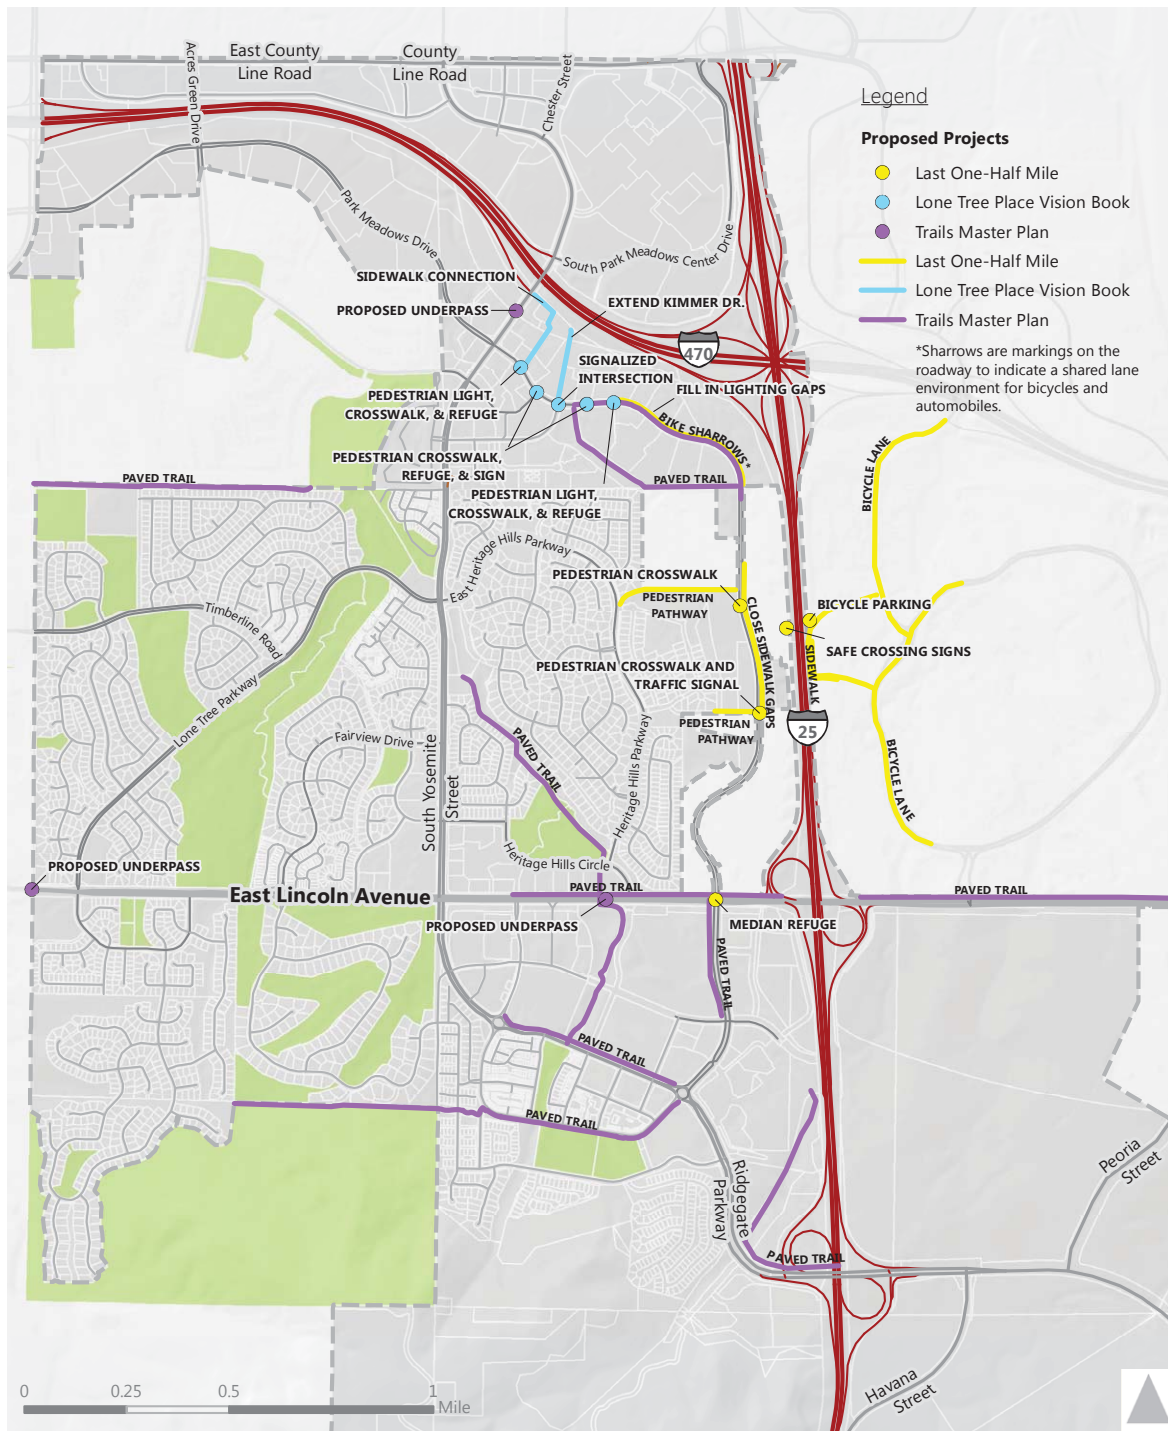 East County
Line Road
County
Line Road
Acres Green Drive
Chester Street
Legend
Proposed Projects
Last One-Half Mile
Lone Tree Place Vision Book
Trails Master Plan
Last One-Half Mile
Lone Tree Place Vision Book
Trails Master Plan
*Sharrows are markings on the
roadway to indicate a shared lane
environment for bicycles and
automobiles.
Park Meadows Drive
South Park Meadows Center Drive
SIDEWALK CONNECTION
PROPOSED UNDERPASS
EXTEND KIMMER DR.
470
SIGNALIZED
INTERSECTION
FILL IN LIGHTING GAPS
PEDESTRIAN LIGHT,
CROSSWALK, & REFUGE
BIKE SHARROWS*
PEDESTRIAN CROSSWALK,
REFUGE, & SIGN
PAVED TRAIL
PAVED TRAIL
PEDESTRIAN LIGHT,
CROSSWALK, & REFUGE
BICYCLE LANE
East Heritage Hills Parkway
PEDESTRIAN CROSSWALK
PEDESTRIAN
PATHWAY
CLOSE SIDEWALK GAPS
BICYCLE PARKING
SAFE CROSSING SIGNS
SIDEWALK
Timberline Road
Lone Tree Parkway
PEDESTRIAN CROSSWALK AND
TRAFFIC SIGNAL
PEDESTRIAN
PATHWAY
25
BICYCLE LANE
Fairview Drive
South Yosemite
Street
PAVED TRAIL
Heritage Hills Parkway
Heritage Hills Circle
PROPOSED UNDERPASS
East Lincoln Avenue
PAVED TRAIL
PAVED TRAIL
PROPOSED UNDERPASS
MEDIAN REFUGE
PAVED TRAIL
PAVED TRAIL
PAVED TRAIL
Ridgegate
Parkway
Peoria
Street
PAVED TRAIL
Havana
Street
0
0.25
0.5
1
Mile